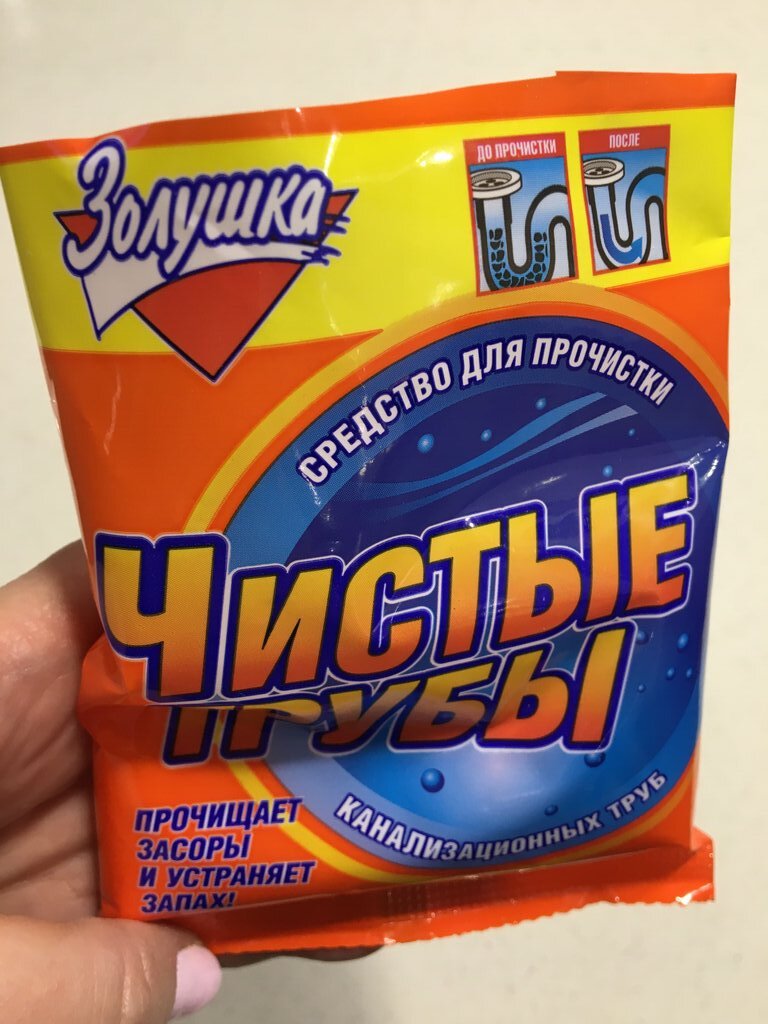 Золушка
ДО ПРОЧИСТКИ
ПОСЛЕ
СРЕДСТВО ДЛЯ ПРОЧИСТКИ
ЧИСТЫЕ
ТРУБЫ
КАНАЛИЗАЦИОННЫХ ТРУБ
ПРОЧИЩАЕТ
ЗАСОРЫ
И УСТРАНЯЕТ
ЗАПАХ!